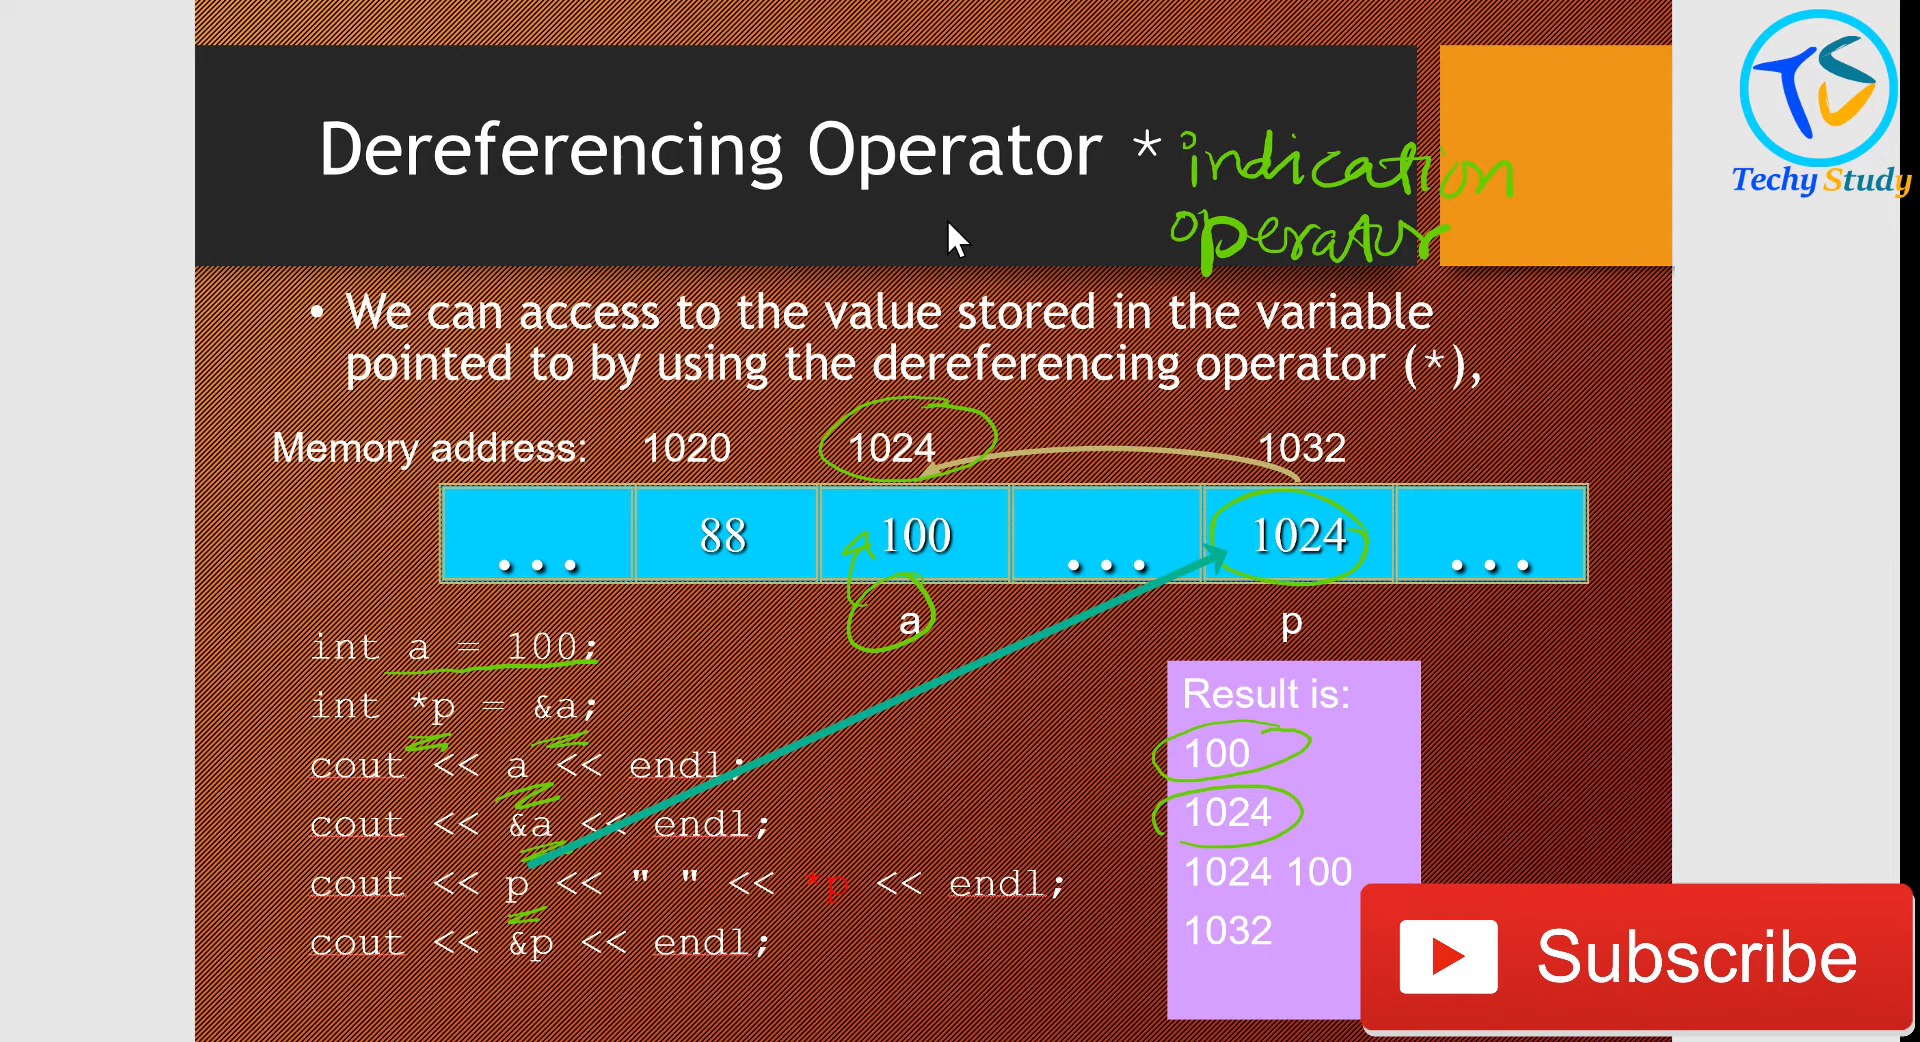 Dereferencing Operator *
indication
operator
• We can access to the value stored in the variable
pointed to by using the dereferencing operator (*),
Memory address: 1020 1024 1032
... 88 100 ... 1024 ...
a p
int a = 100;
int *p = &a;
cout << a << endl;
cout << &a << endl;
cout << p << " " << *p << endl;
cout << &p << endl;
Result is:
100
1024
1024 100
1032
Subscribe
TS
Techy Study